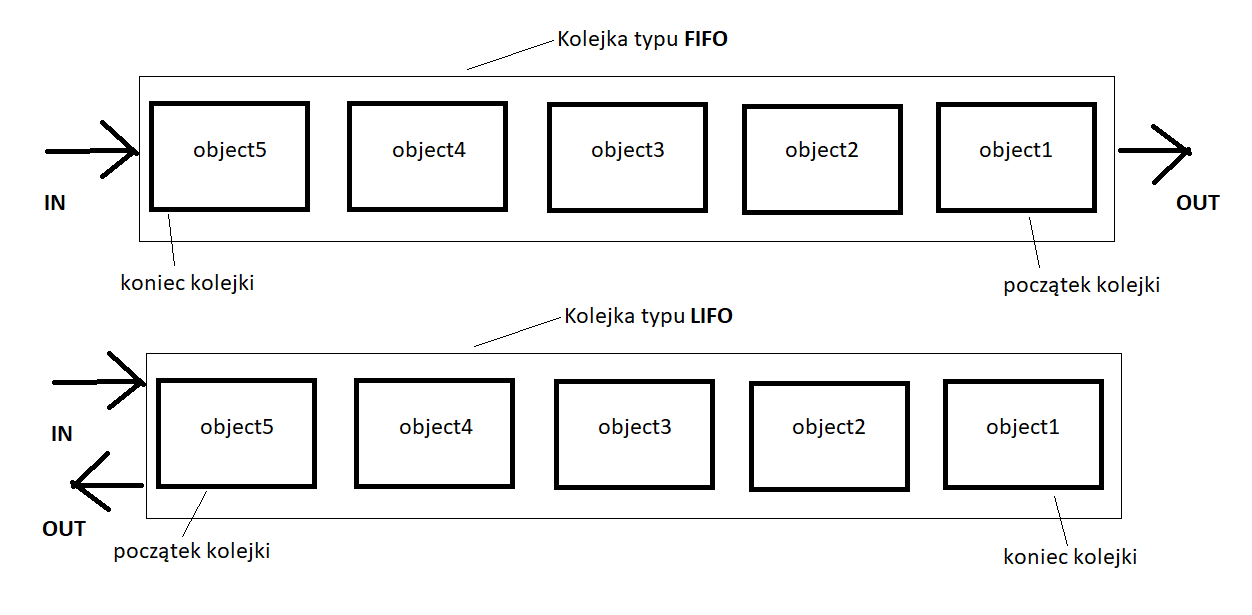 Kolejka typu FIFO
object5 object4 object3 object2 object1
IN
OUT
koniec kolejki
początek kolejki
Kolejka typu LIFO
object5 object4 object3 object2 object1
IN
OUT
początek kolejki
koniec kolejki